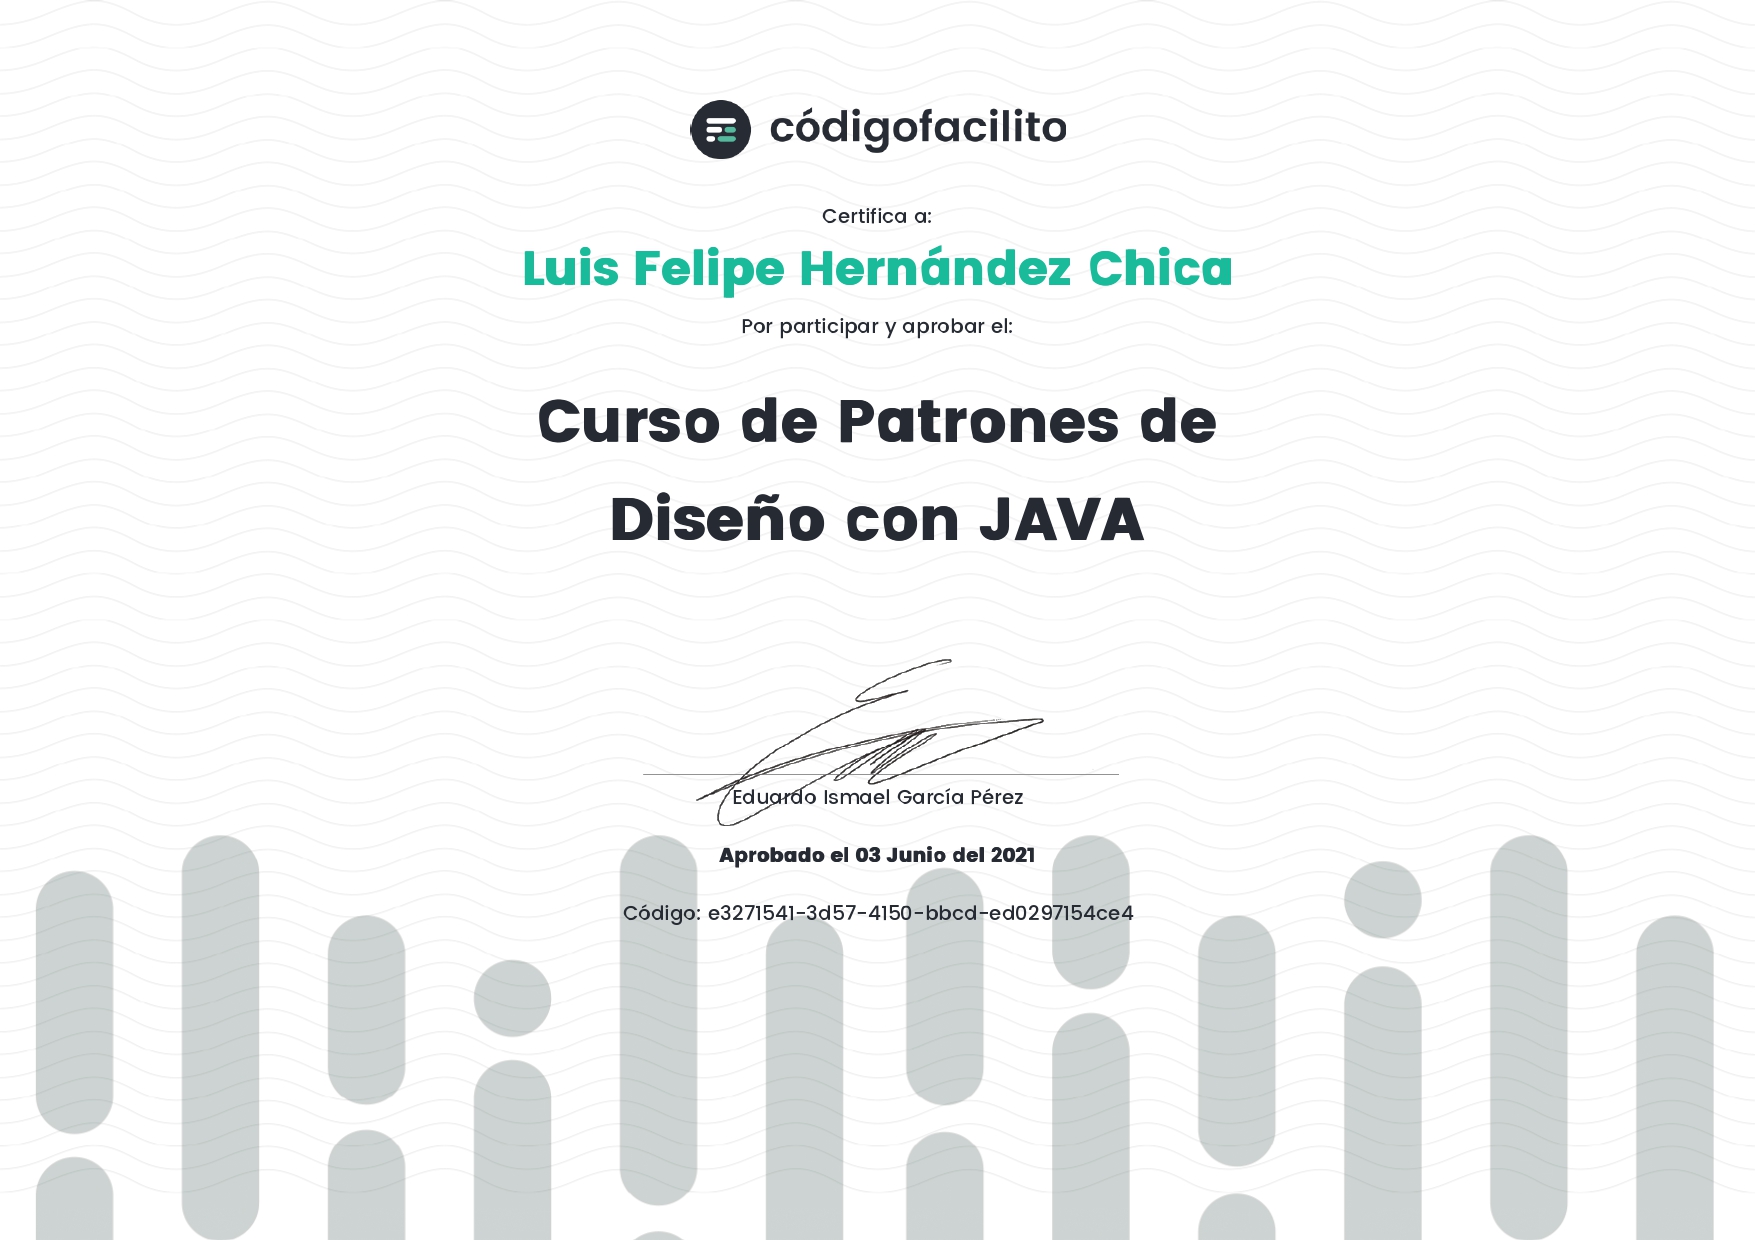 códigofacilito
Certifica a:
Luis Felipe Hernández Chica
Por participar y aprobar el:
Curso de Patrones de
Diseño con JAVA
Eduardo Ismael García Pérez
Aprobado el 03 Junio del 2021
Código: e3271541-3d57-4150-bbcd-ed0297154ce4